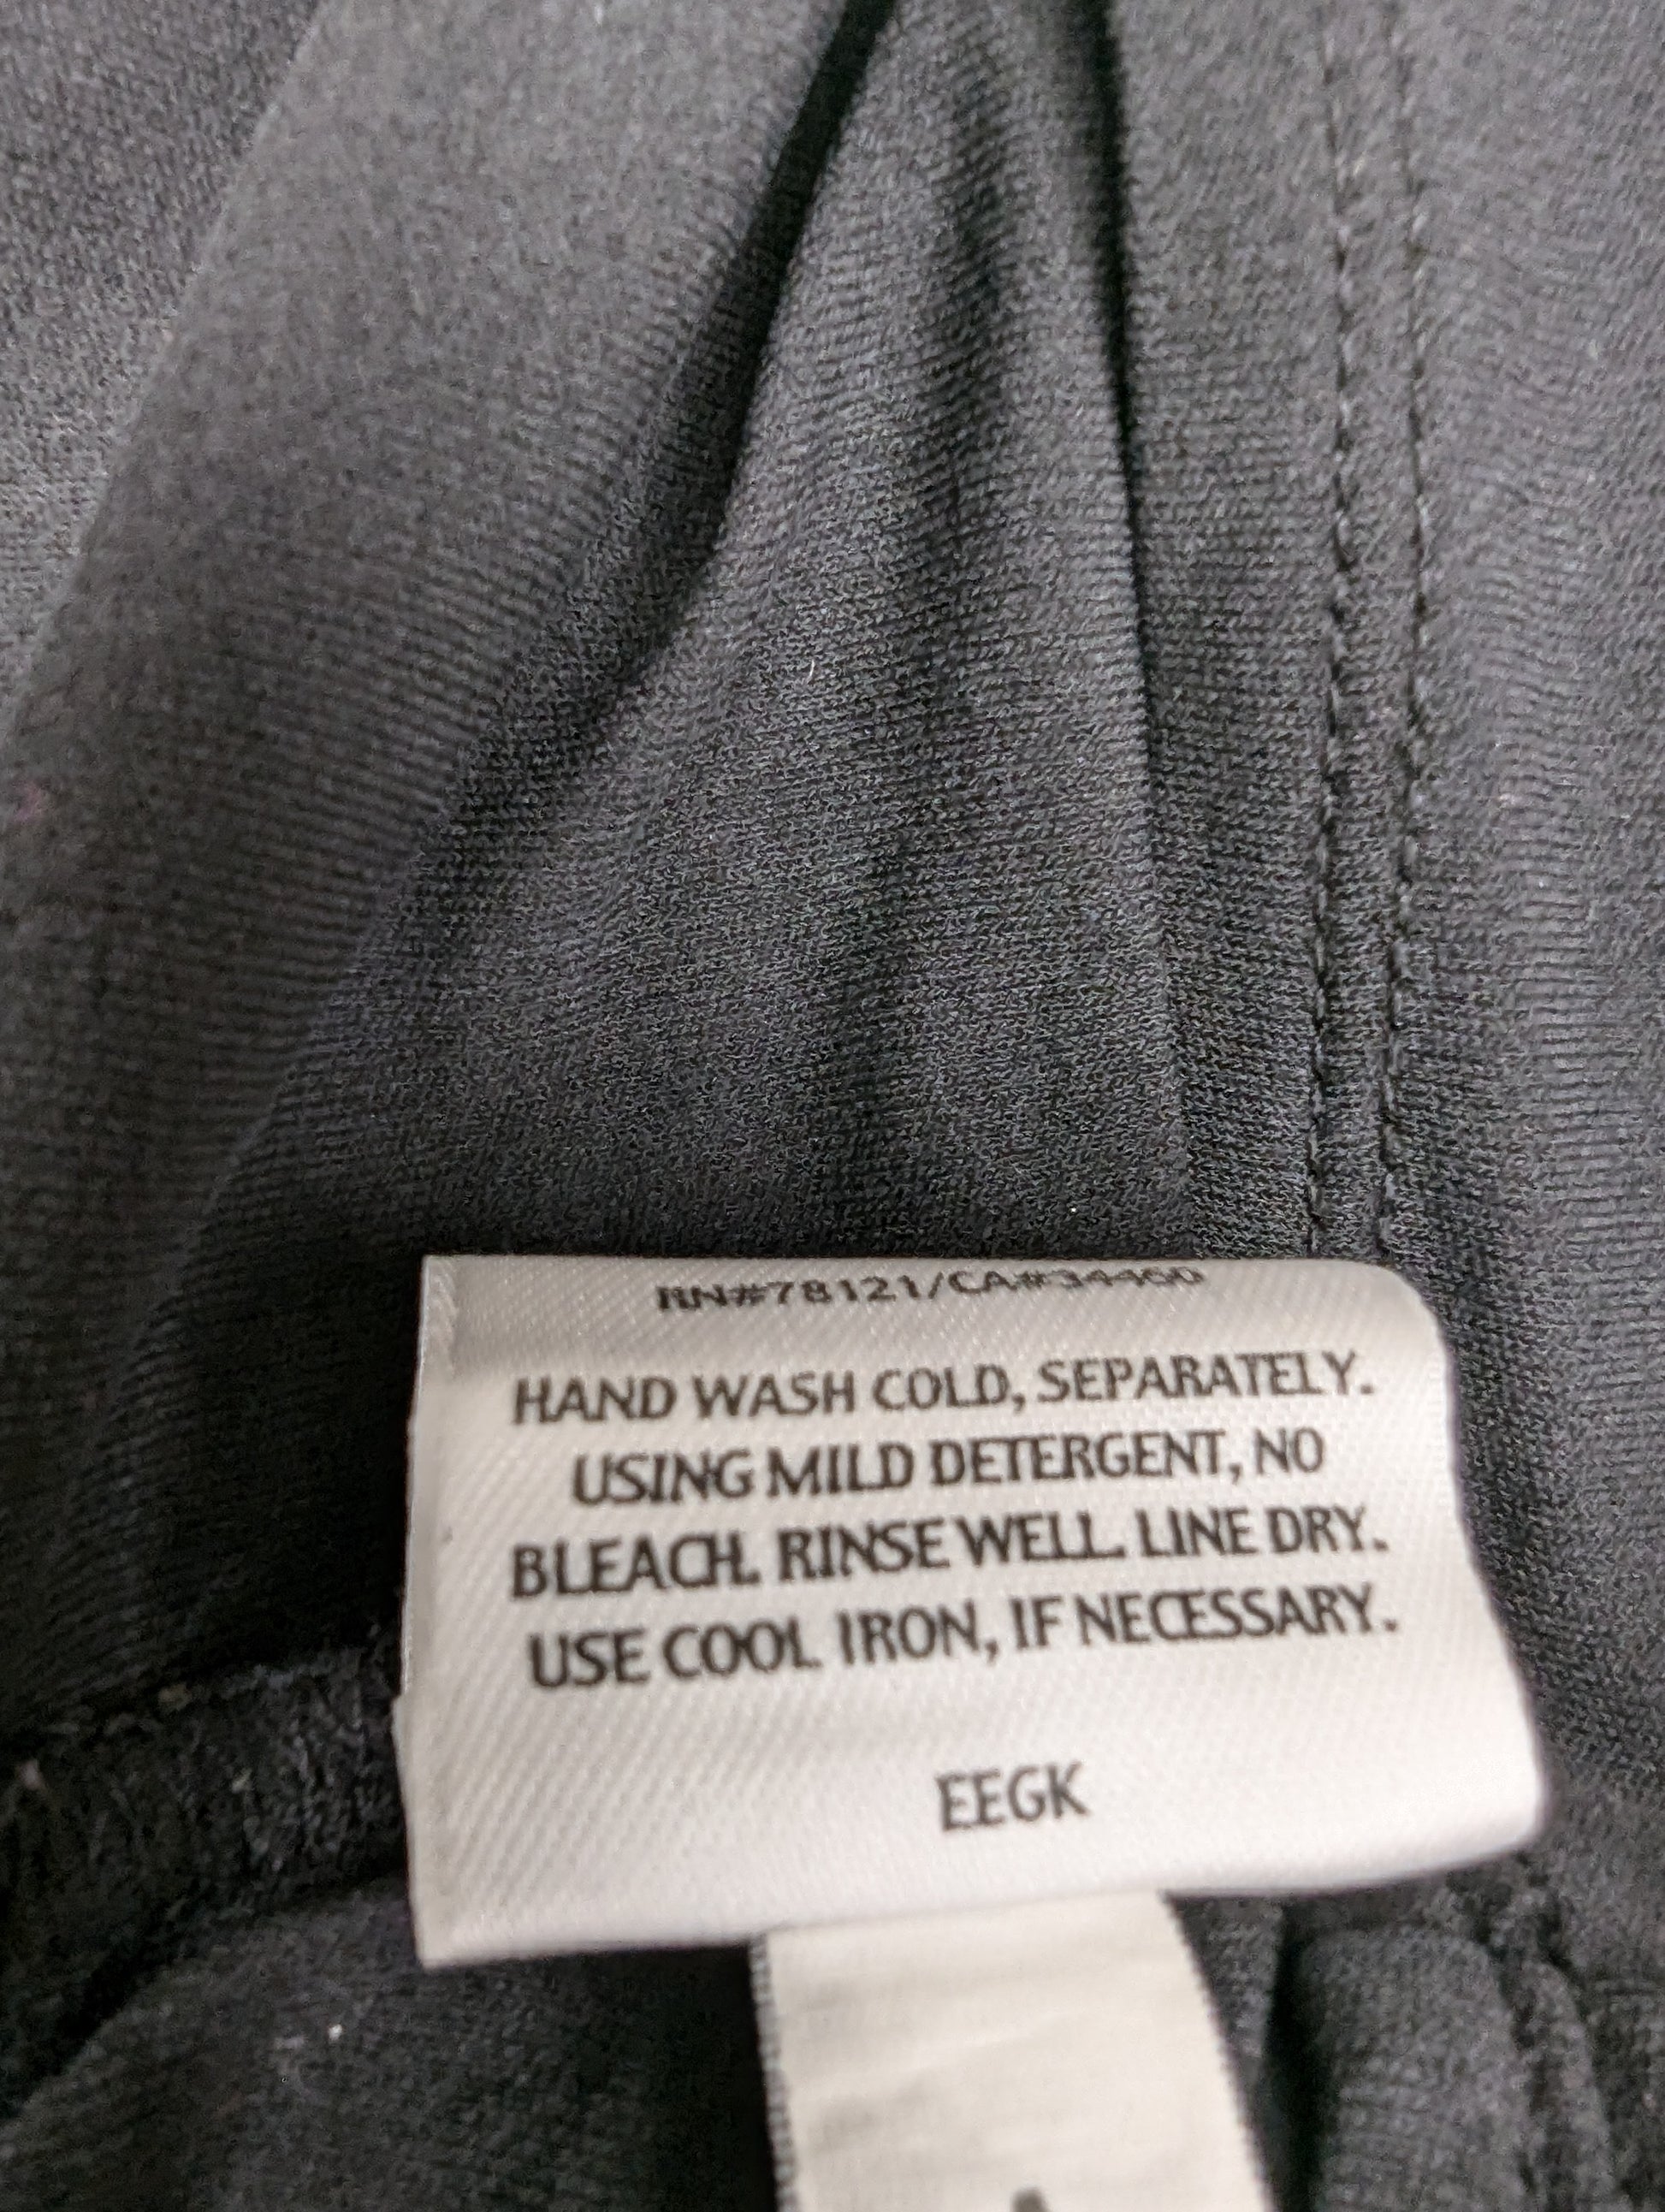 RN#78121/CA#34460
HAND WASH COLD, SEPARATELY.
USING MILD DETERGENT, NO
BLEACH. RINSE WELL. LINE DRY.
USE COOL IRON, IF NECESSARY.
EEGK